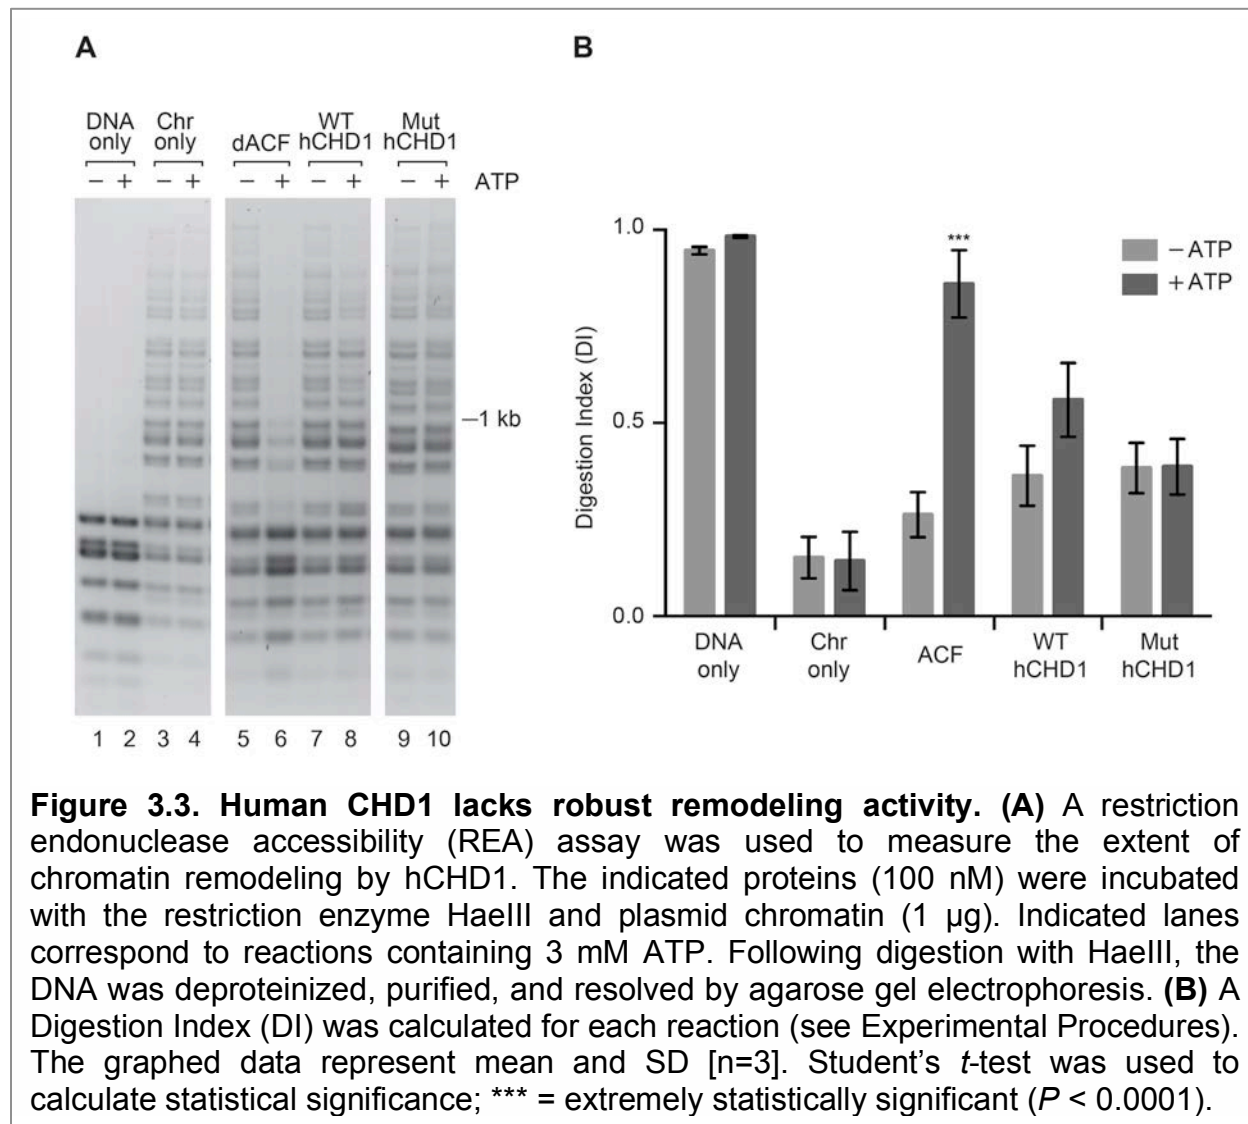 A
DNA only
Chr only
dACF
WT hCHD1
Mut hCHD1
− + − + − + − + − + ATP
−1 kb
1 2 3 4 5 6 7 8 9 10
B
1.0
0.5
0.0
Digestion Index (DI)
***
− ATP
+ ATP
DNA only
Chr only
ACF
WT hCHD1
Mut hCHD1
Figure 3.3. Human CHD1 lacks robust remodeling activity. (A) A restriction
endonuclease accessibility (REA) assay was used to measure the extent of
chromatin remodeling by hCHD1. The indicated proteins (100 nM) were incubated
with the restriction enzyme HaeIII and plasmid chromatin (1 µg). Indicated lanes
correspond to reactions containing 3 mM ATP. Following digestion with HaeIII, the
DNA was deproteinized, purified, and resolved by agarose gel electrophoresis. (B) A
Digestion Index (DI) was calculated for each reaction (see Experimental Procedures).
The graphed data represent mean and SD [n=3]. Student’s t-test was used to
calculate statistical significance; *** = extremely statistically significant (P < 0.0001).